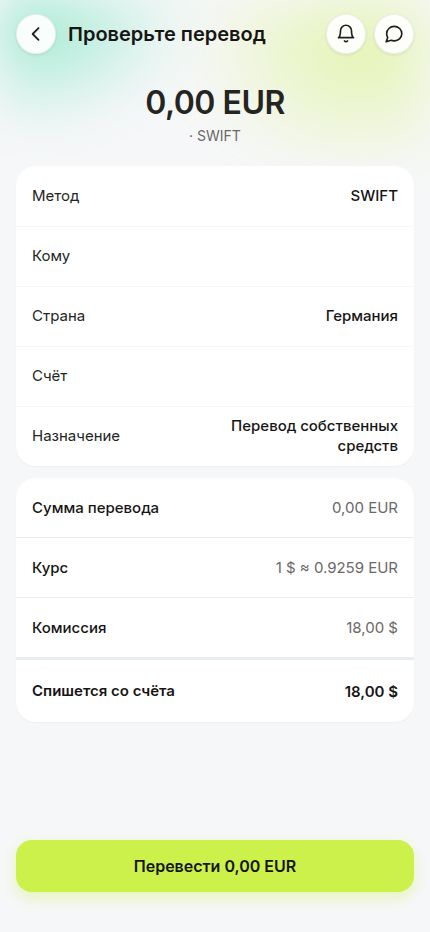 Проверьте перевод
0,00 EUR
· SWIFT
Метод SWIFT
Кому
Страна Германия
Счёт
Назначение Перевод собственных
средств
Сумма перевода 0,00 EUR
Курс 1 $ ≈ 0.9259 EUR
Комиссия 18,00 $
Спишется со счёта 18,00 $
Перевести 0,00 EUR